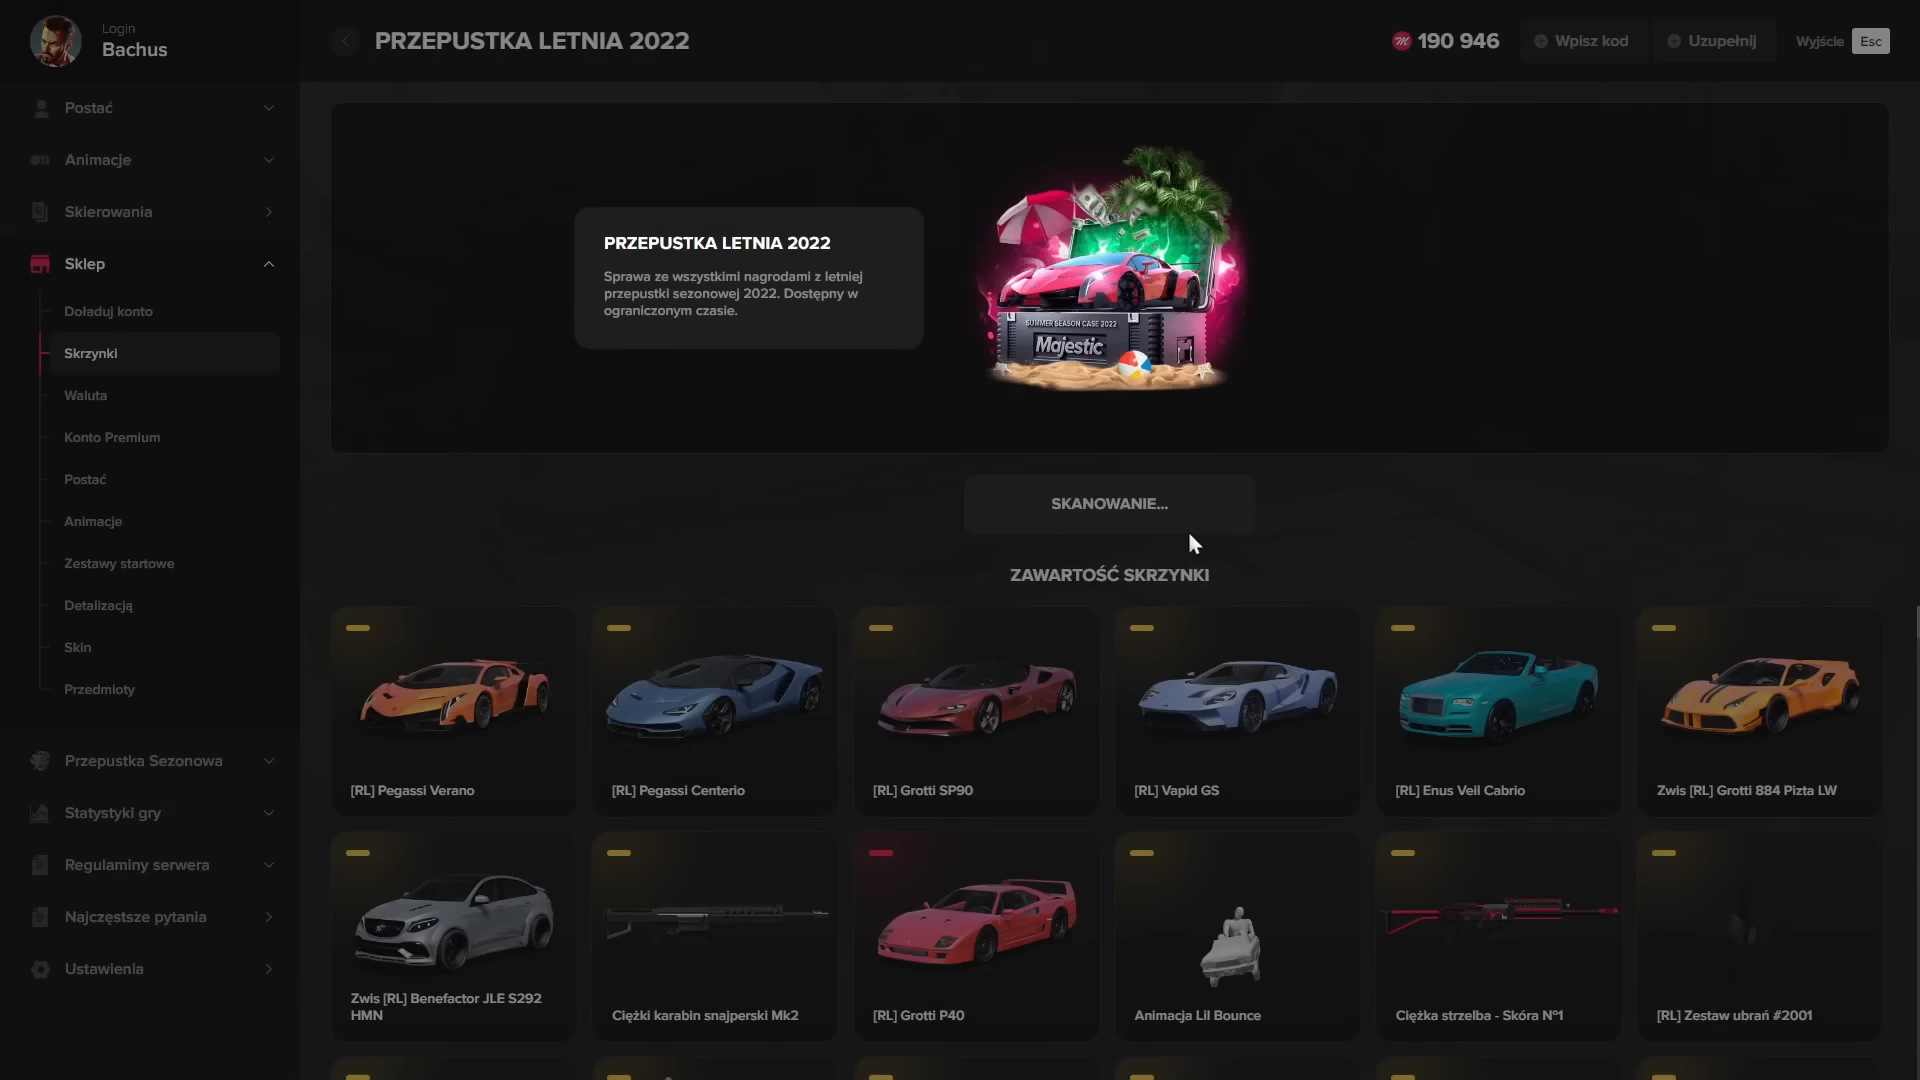 Login
Bachus
PRZEPUSTKA LETNIA 2022
190 946
Wpisz kod
Uzupełnij
Wyjście
Esc
Postać
Animacje
Skierowania
Sklep
Doładuj konto
Skrzynki
Waluta
Konto Premium
Postać
Animacje
Zestawy startowe
Detalizacją
Skin
Przedmioty
Przepustka Sezonowa
Statystyki gry
Regulaminy serwera
Najczęstsze pytania
Ustawienia
PRZEPUSTKA LETNIA 2022
Sprawa ze wszystkimi nagrodami z letniej
przepustki sezonowej 2022. Dostępny w
ograniczonym czasie.
SUMMER SEASON CASE 2022
Majestic
SKANOWANIE...
ZAWARTOŚĆ SKRZYNKI
[RL] Pegassi Verano
[RL] Pegassi Centerio
[RL] Grotti SP90
[RL] Vapid GS
[RL] Enus Veil Cabrio
Zwis [RL] Grotti 884 Pizta LW
Zwis [RL] Benefactor JLE S292
HMN
Ciężki karabin snajperski Mk2
[RL] Grotti P40
Animacja Lil Bounce
Ciężka strzelba - Skóra Nº1
[RL] Zestaw ubrań #2001